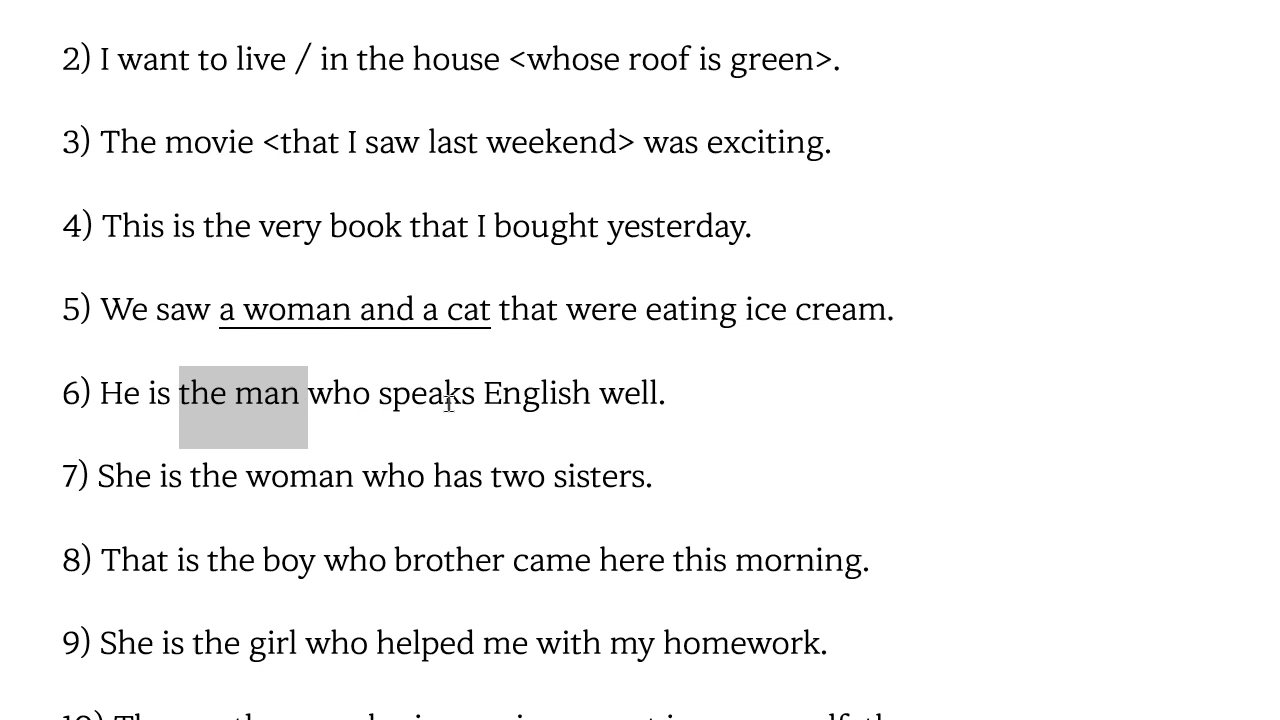 2) I want to live / in the house <whose roof is green>.
3) The movie <that I saw last weekend> was exciting.
4) This is the very book that I bought yesterday.
5) We saw a woman and a cat that were eating ice cream.
6) He is the man who speaks English well.
7) She is the woman who has two sisters.
8) That is the boy who brother came here this morning.
9) She is the girl who helped me with my homework.